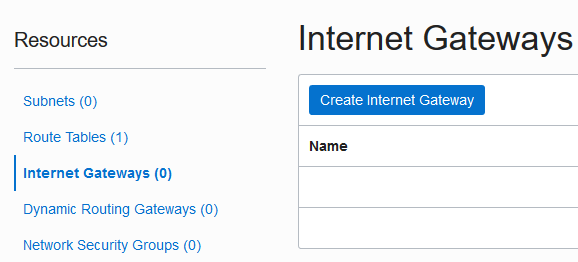 Resources
Subnets (0)
Route Tables (1)
Internet Gateways (0)
Dynamic Routing Gateways (0)
Network Security Groups (0)
Internet Gateways
Create Internet Gateway
Name